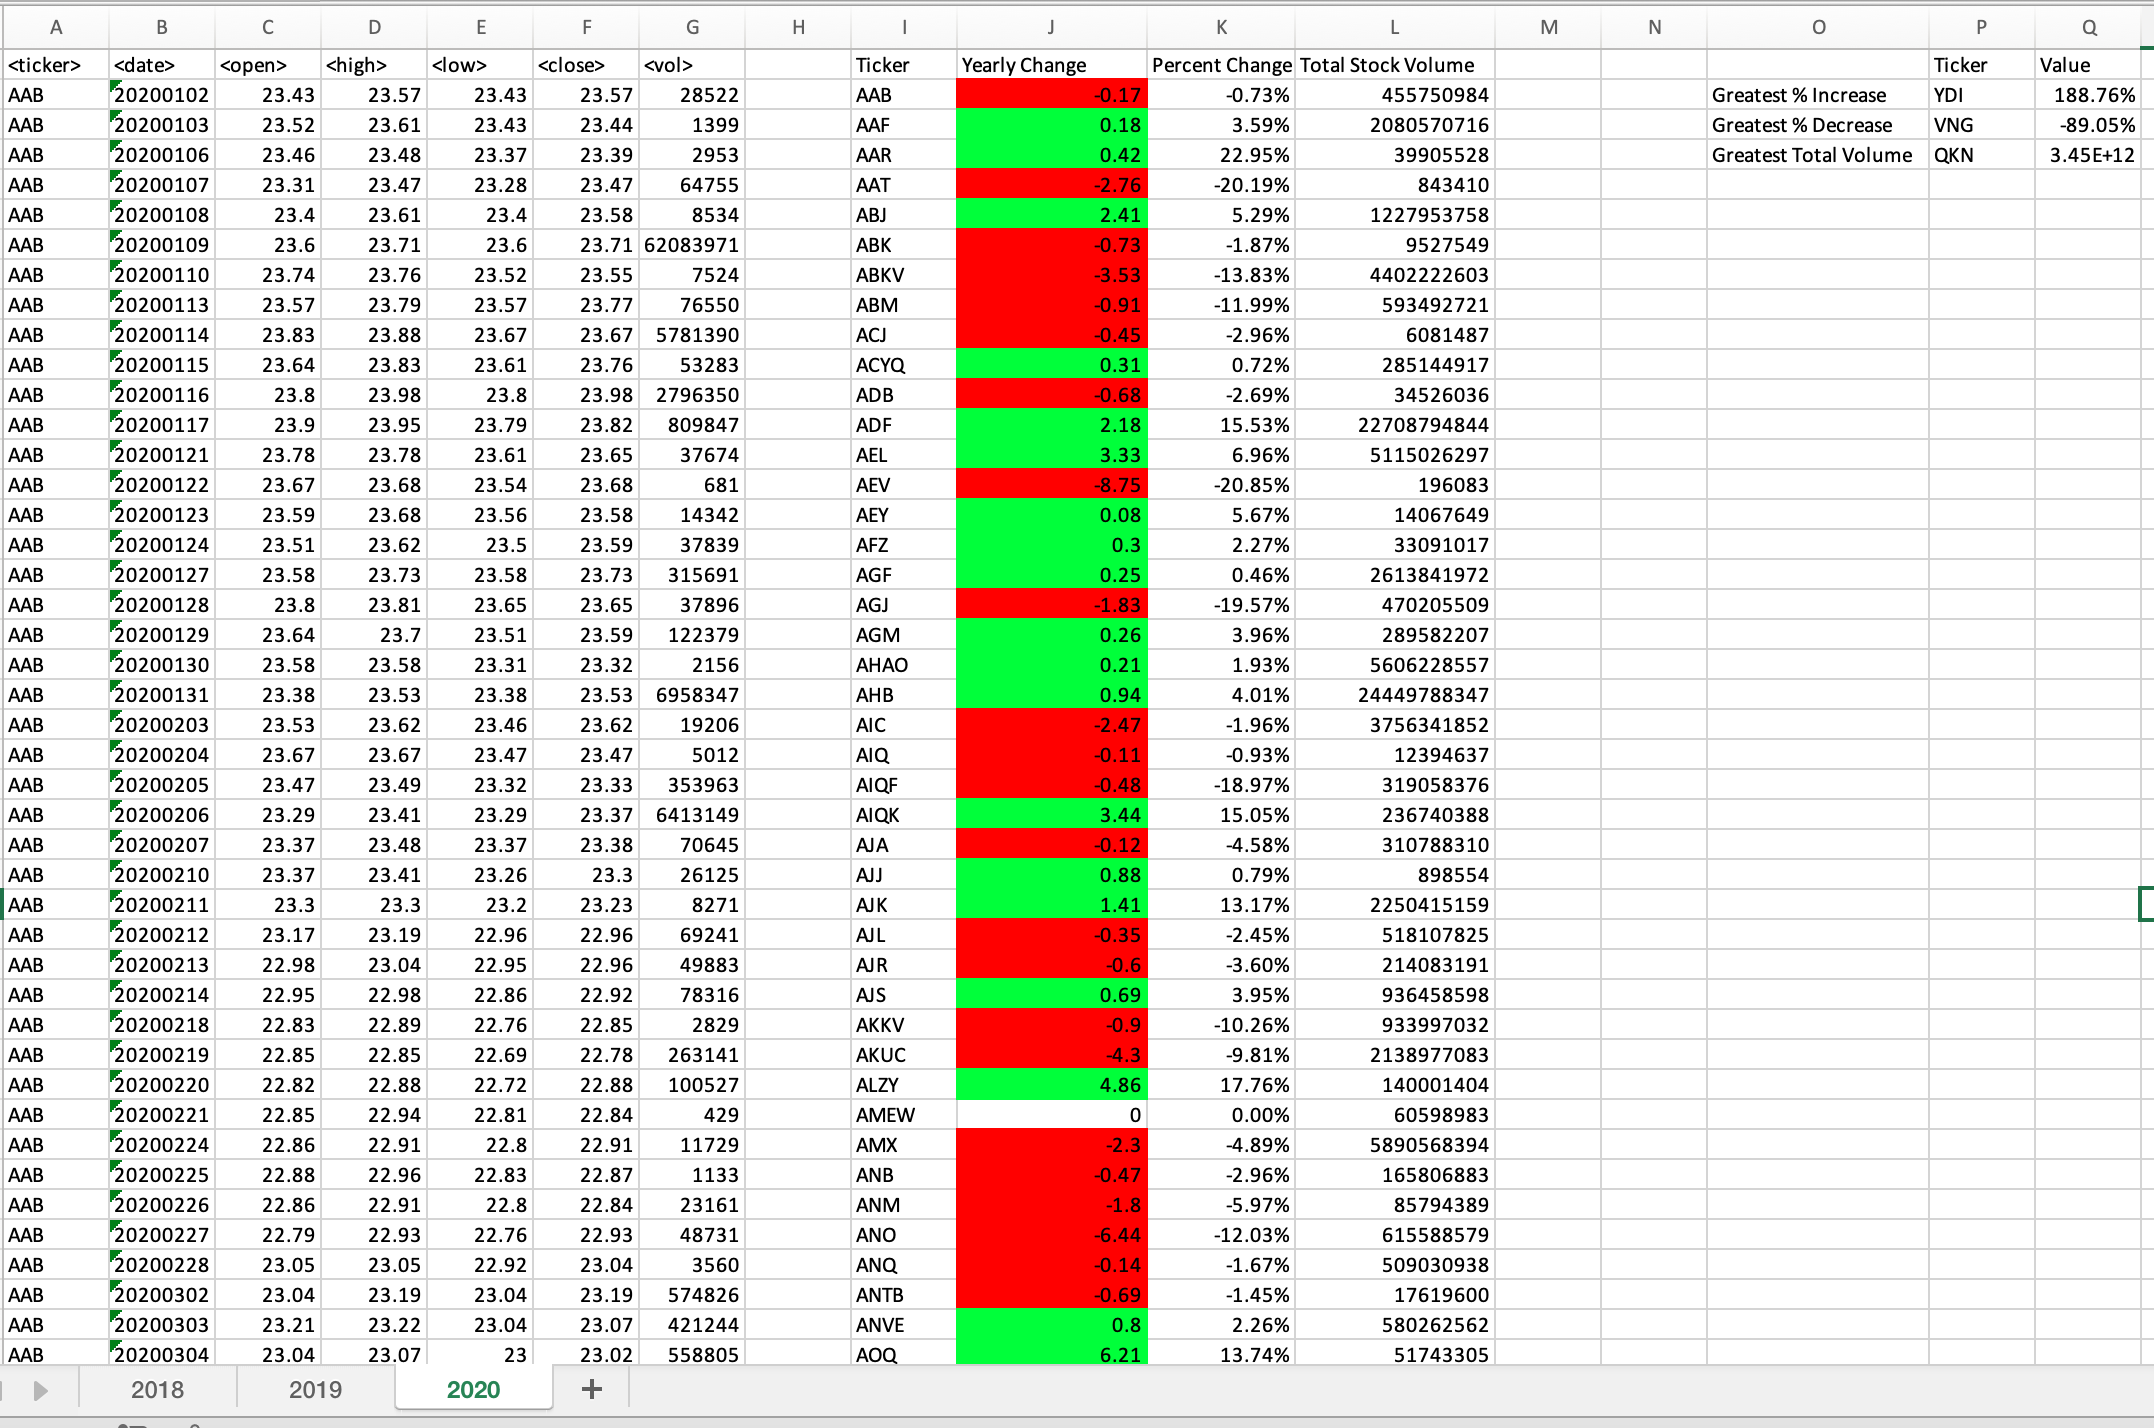 A B C D E F G H I J K L M N O P Q
<ticker> <date> <open> <high> <low> <close> <vol> Ticker Yearly Change Percent Change Total Stock Volume Ticker Value
AAB 20200102 23.43 23.57 23.43 23.57 28522 AAB -0.17 -0.73% 455750984 Greatest % Increase YDI 188.76%
AAB 20200103 23.52 23.61 23.43 23.44 1399 AAF 0.18 3.59% 2080570716 Greatest % Decrease VNG -89.05%
AAB 20200106 23.46 23.48 23.37 23.39 2953 AAR 0.42 22.95% 39905528 Greatest Total Volume QKN 3.45E+12
AAB 20200107 23.31 23.47 23.28 23.47 64755 AAT -2.76 -20.19% 843410
AAB 20200108 23.4 23.61 23.4 23.58 8534 ABJ 2.41 5.29% 1227953758
AAB 20200109 23.6 23.71 23.6 23.71 62083971 ABK -0.73 -1.87% 9527549
AAB 20200110 23.74 23.76 23.52 23.55 7524 ABKV -3.53 -13.83% 4402222603
AAB 20200113 23.57 23.79 23.57 23.77 76550 ABM -0.91 -11.99% 593492721
AAB 20200114 23.83 23.88 23.67 23.67 5781390 ACJ -0.45 -2.96% 6081487
AAB 20200115 23.64 23.83 23.61 23.76 53283 ACYQ 0.31 0.72% 285144917
AAB 20200116 23.8 23.98 23.8 23.98 2796350 ADB -0.68 -2.69% 34526036
AAB 20200117 23.9 23.95 23.79 23.82 809847 ADF 2.18 15.53% 22708794844
AAB 20200121 23.78 23.78 23.61 23.65 37674 AEL 3.33 6.96% 5115026297
AAB 20200122 23.67 23.68 23.54 23.68 681 AEV -8.75 -20.85% 196083
AAB 20200123 23.59 23.68 23.56 23.58 14342 AEY 0.08 5.67% 14067649
AAB 20200124 23.51 23.62 23.5 23.59 37839 AFZ 0.3 2.27% 33091017
AAB 20200127 23.58 23.73 23.58 23.73 315691 AGF 0.25 0.46% 2613841972
AAB 20200128 23.8 23.81 23.65 23.65 37896 AGJ -1.83 -19.57% 470205509
AAB 20200129 23.64 23.7 23.51 23.59 122379 AGM 0.26 3.96% 289582207
AAB 20200130 23.58 23.58 23.31 23.32 2156 AHAO 0.21 1.93% 5606228557
AAB 20200131 23.38 23.53 23.38 23.53 6958347 AHB 0.94 4.01% 24449788347
AAB 20200203 23.53 23.62 23.46 23.62 19206 AIC -2.47 -1.96% 3756341852
AAB 20200204 23.67 23.67 23.47 23.47 5012 AIQ -0.11 -0.93% 12394637
AAB 20200205 23.47 23.49 23.32 23.33 353963 AIQF -0.48 -18.97% 319058376
AAB 20200206 23.29 23.41 23.29 23.37 6413149 AIQK 3.44 15.05% 236740388
AAB 20200207 23.37 23.48 23.37 23.38 70645 AJA -0.12 -4.58% 310788310
AAB 20200210 23.37 23.41 23.26 23.3 26125 AJJ 0.88 0.79% 898554
AAB 20200211 23.3 23.3 23.2 23.23 8271 AJK 1.41 13.17% 2250415159
AAB 20200212 23.17 23.19 22.96 22.96 69241 AJL -0.35 -2.45% 518107825
AAB 20200213 22.98 23.04 22.95 22.96 49883 AJR -0.6 -3.60% 214083191
AAB 20200214 22.95 22.98 22.86 22.92 78316 AJS 0.69 3.95% 936458598
AAB 20200218 22.83 22.89 22.76 22.85 2829 AKKV -0.9 -10.26% 933997032
AAB 20200219 22.85 22.85 22.69 22.78 263141 AKUC -4.3 -9.81% 2138977083
AAB 20200220 22.82 22.88 22.72 22.88 100527 ALZY 4.86 17.76% 140001404
AAB 20200221 22.85 22.94 22.81 22.84 429 AMEW 0 0.00% 60598983
AAB 20200224 22.86 22.91 22.8 22.91 11729 AMX -2.3 -4.89% 5890568394
AAB 20200225 22.88 22.96 22.83 22.87 1133 ANB -0.47 -2.96% 165806883
AAB 20200226 22.86 22.91 22.8 22.84 23161 ANM -1.8 -5.97% 85794389
AAB 20200227 22.79 22.93 22.76 22.93 48731 ANO -6.44 -12.03% 615588579
AAB 20200228 23.05 23.05 22.92 23.04 3560 ANQ -0.14 -1.67% 509030938
AAB 20200302 23.04 23.19 23.04 23.19 574826 ANTB -0.69 -1.45% 17619600
AAB 20200303 23.21 23.22 23.04 23.07 421244 ANVE 0.8 2.26% 580262562
AAB 20200304 23.04 23.07 23 23.02 558805 AOQ 6.21 13.74% 51743305
2018 2019 2020 +